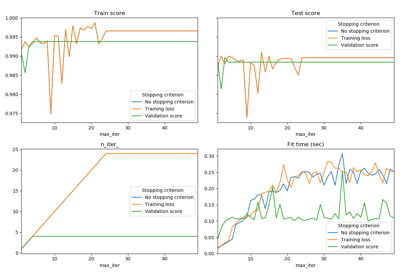 Train score
1.000
0.995
0.990
0.985
0.980
0.975
10
20
30
40
max_iter
Stopping criterion
No stopping criterion
Training loss
Validation score
Test score
10
20
30
40
max_iter
Stopping criterion
No stopping criterion
Training loss
Validation score
n_iter_
25
20
15
10
5
0
10
20
30
40
max_iter
Stopping criterion
No stopping criterion
Training loss
Validation score
Fit time (sec)
0.30
0.25
0.20
0.15
0.10
0.05
0.00
10
20
30
40
max_iter
Stopping criterion
No stopping criterion
Training loss
Validation score